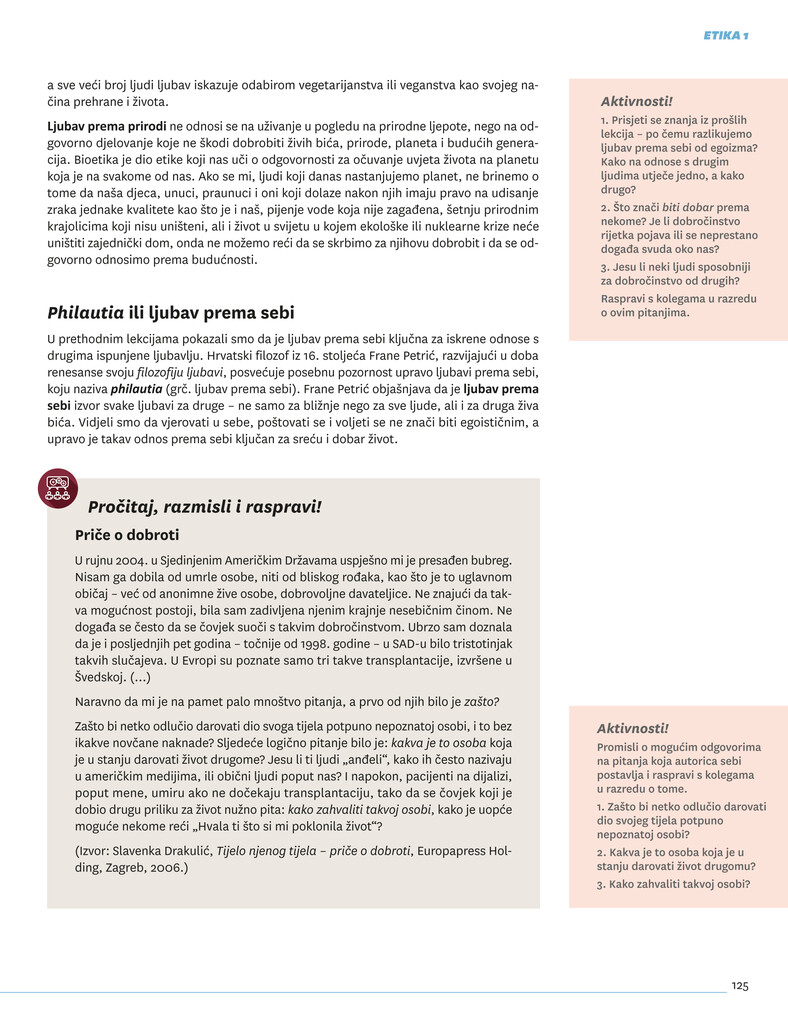 ETIKA 1
a sve veći broj ljudi ljubav iskazuje odabirom vegetarijanstva ili veganstva kao svojeg na-
čina prehrane i života.
Ljubav prema prirodi ne odnosi se na uživanje u pogledu na prirodne ljepote, nego na od-
govorno djelovanje koje ne škodi dobrobiti živih bića, prirode, planeta i budućih genera-
cija. Bioetika je dio etike koji nas uči o odgovornosti za očuvanje uvjeta života na planetu
koja je na svakome od nas. Ako se mi, ljudi koji danas nastanjujemo planet, ne brinemo o
tome da naša djeca, unuci, praunuci i oni koji dolaze nakon njih imaju pravo na udisanje
zraka jednake kvalitete kao što je i naš, pijenje vode koja nije zagađena, šetnju prirodnim
krajolicima koji nisu uništeni, ali i život u svijetu u kojem ekološke ili nuklearne krize neće
uništiti zajednički dom, onda ne možemo reći da se skrbimo za njihovu dobrobit i da se od-
govorno odnosimo prema budućnosti.
Philautia ili ljubav prema sebi
U prethodnim lekcijama pokazali smo da je ljubav prema sebi ključna za iskrene odnose s
drugima ispunjene ljubavlju. Hrvatski filozof iz 16. stoljeća Frane Petrić, razvijajući u doba
renesanse svoju filozofiju ljubavi, posvećuje posebnu pozornost upravo ljubavi prema sebi,
koju naziva philautia (grč. ljubav prema sebi). Frane Petrić objašnjava da je ljubav prema
sebi izvor svake ljubavi za druge – ne samo za bližnje nego za sve ljude, ali i za druga živa
bića. Vidjeli smo da vjerovati u sebe, poštovati se i voljeti se ne znači biti egoističnim, a
upravo je takav odnos prema sebi ključan za sreću i dobar život.
Aktivnosti!
1. Prisjeti se znanja iz prošlih
lekcija – po čemu razlikujemo
ljubav prema sebi od egoizma?
Kako na odnose s drugim
ljudima utječe jedno, a kako
drugo?
2. Što znači biti dobar prema
nekome? Je li dobročinstvo
rijetka pojava ili se neprestano
događa svuda oko nas?
3. Jesu li neki ljudi sposobniji
za dobročinstvo od drugih?
Raspravi s kolegama u razredu
o ovim pitanjima.
Pročitaj, razmisli i raspravi!
Priče o dobroti
U rujnu 2004. u Sjedinjenim Američkim Državama uspješno mi je presađen bubreg.
Nisam ga dobila od umrle osobe, niti od bliskog rođaka, kao što je to uglavnom
običaj – već od anonimne žive osobe, dobrovoljne davateljice. Ne znajući da tak-
va mogućnost postoji, bila sam zadivljena njenim krajnje nesebičnim činom. Ne
događa se često da se čovjek suoči s takvim dobročinstvom. Ubrzo sam doznala
da je i posljednjih pet godina – točnije od 1998. godine – u SAD-u bilo tristotinjak
takvih slučajeva. U Evropi su poznate samo tri takve transplantacije, izvršene u
Švedskoj. (...)
Naravno da mi je na pamet palo mnoštvo pitanja, a prvo od njih bilo je zašto?
Zašto bi netko odlučio darovati dio svoga tijela potpuno nepoznatoj osobi, i to bez
ikakve novčane naknade? Sljedeće logično pitanje bilo je: kakva je to osoba koja
je u stanju darovati život drugome? Jesu li ti ljudi „anđeli“, kako ih često nazivaju
u američkim medijima, ili obični ljudi poput nas? I napokon, pacijenti na dijalizi,
poput mene, umiru ako ne dočekaju transplantaciju, tako da se čovjek koji je
dobio drugu priliku za život nužno pita: kako zahvaliti takvoj osobi, kako je uopće
moguće nekome reći „Hvala ti što si mi poklonila život“?
(Izvor: Slavenka Drakulić, Tijelo njenog tijela – priče o dobroti, Europapress Hol-
ding, Zagreb, 2006.)
Aktivnosti!
Promisli o mogućim odgovorima
na pitanja koja autorica sebi
postavlja i raspravi s kolegama
u razredu o tome.
1. Zašto bi netko odlučio darovati
dio svojeg tijela potpuno
nepoznatoj osobi?
2. Kakva je to osoba koja je u
stanju darovati život drugomu?
3. Kako zahvaliti takvoj osobi?
125